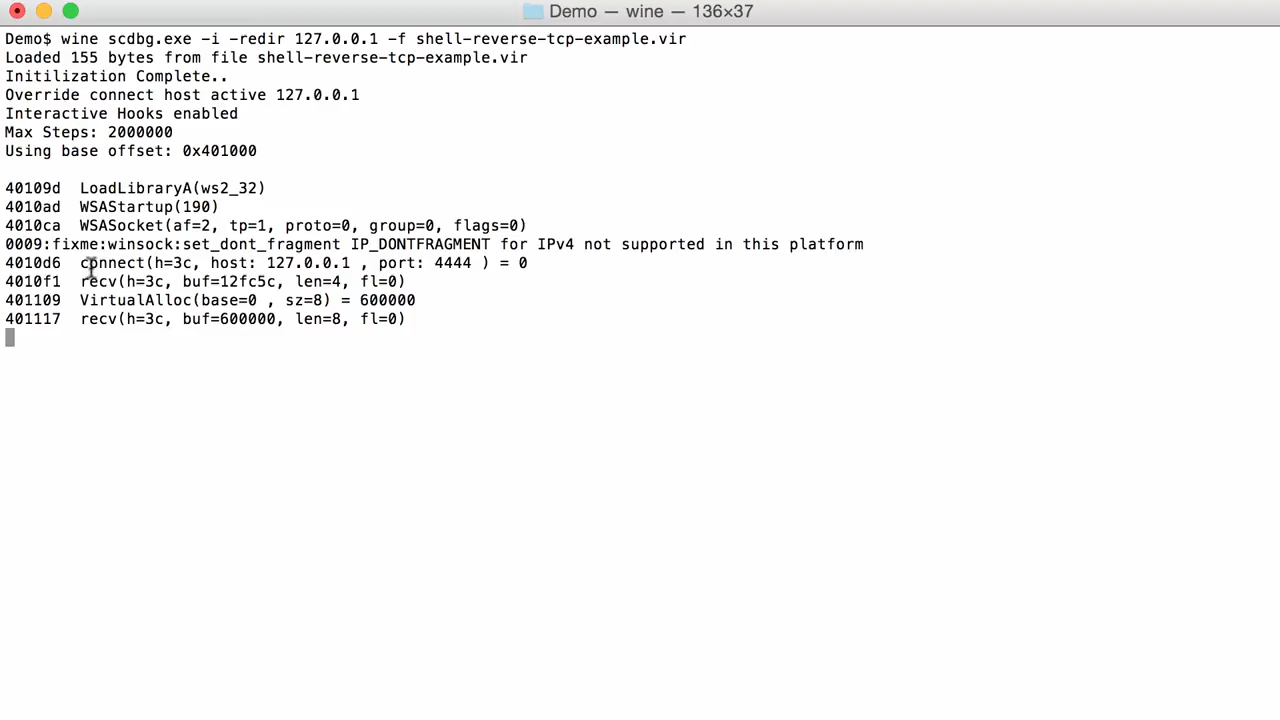 Demo — wine — 136×37
Demo$ wine scdbg.exe -i -redir 127.0.0.1 -f shell-reverse-tcp-example.vir
Loaded 155 bytes from file shell-reverse-tcp-example.vir
Initilization Complete..
Override connect host active 127.0.0.1
Interactive Hooks enabled
Max Steps: 2000000
Using base offset: 0x401000
40109d  LoadLibraryA(ws2_32)
4010ad  WSAStartup(190)
4010ca  WSASocket(af=2, tp=1, proto=0, group=0, flags=0)
0009:fixme:winsock:set_dont_fragment IP_DONTFRAGMENT for IPv4 not supported in this platform
4010d6  connect(h=3c, host: 127.0.0.1 , port: 4444 ) = 0
4010f1  recv(h=3c, buf=12fc5c, len=4, fl=0)
401109  VirtualAlloc(base=0 , sz=8) = 600000
401117  recv(h=3c, buf=600000, len=8, fl=0)